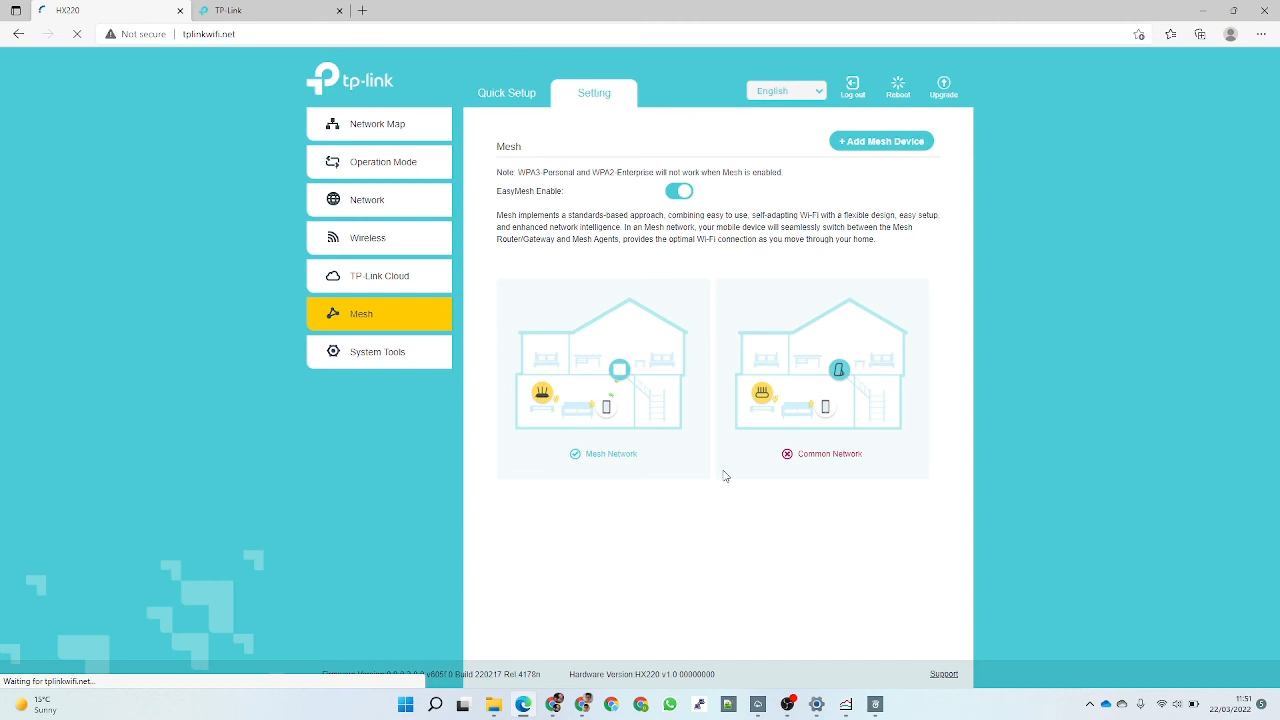 HX220
TP-Link
Not secure
tplinkwifi.net
tp-link
Quick Setup
Setting
English
Log out
Reboot
Upgrade
Network Map
Operation Mode
Network
Wireless
TP-Link Cloud
Mesh
System Tools
Mesh
+ Add Mesh Device
Note: WPA3-Personal and WPA2-Enterprise will not work when Mesh is enabled.
EasyMesh Enable:
Mesh implements a standards-based approach, combining easy to use, self-adapting Wi-Fi with a flexible design, easy setup,
and enhanced network intelligence. In an Mesh network, your mobile device will seamlessly switch between the Mesh
Router/Gateway and Mesh Agents, provides the optimal Wi-Fi connection as you move through your home.
Mesh Network
Common Network
Build 220217 Rel.4178n
Hardware Version:HX220 v1.0 00000000
Support
Waiting for tplinkwifi.net...
15°C
Sunny
11:51
22/03/2022